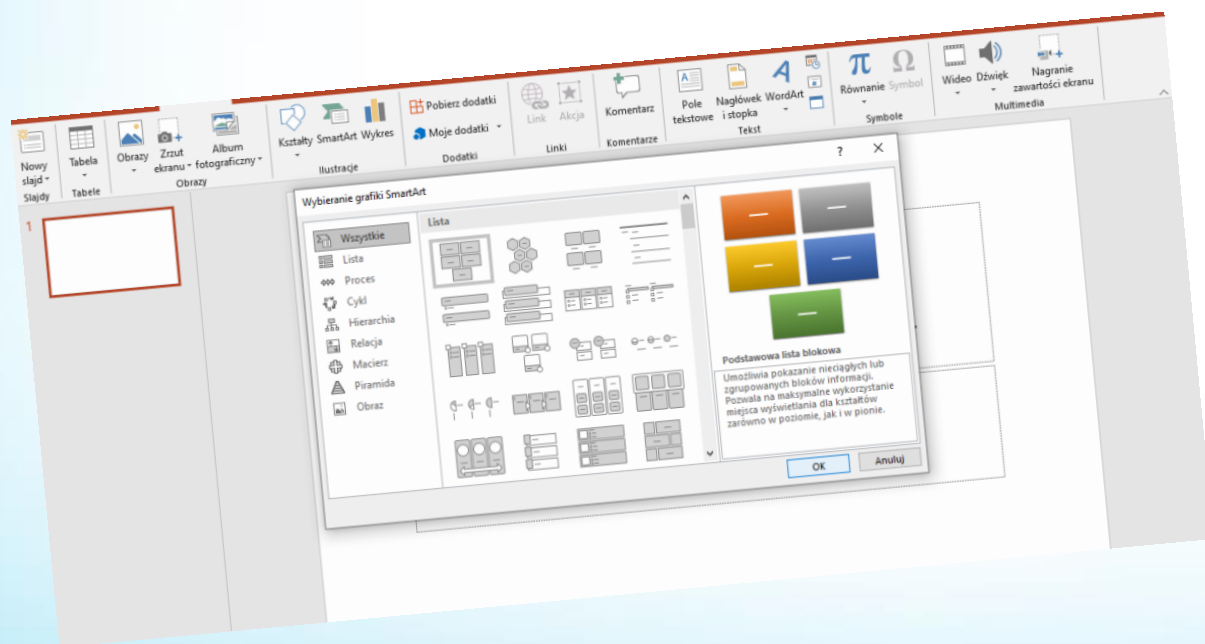 Nowy
slajd
Slajdy
Tabela
Tabele
Obrazy
Zrzut
ekranu
Album
fotograficzny
Obrazy
Kształty
SmartArt
Wykres
Ilustracje
Pobierz dodatki
Moje dodatki
Dodatki
Link
Akcja
Linki
Komentarz
Komentarze
Pole
tekstowe
Nagłówek
i stopka
WordArt
Tekst
Równanie
Symbol
Symbole
Wideo
Dźwięk
Nagranie
zawartości ekranu
Multimedia
1
Wybieranie grafiki SmartArt
?
Wszystkie
Lista
Proces
Cykl
Hierarchia
Relacja
Macierz
Piramida
Obraz
Lista
Podstawowa lista blokowa
Umożliwia pokazanie nieciągłych lub
zgrupowanych bloków informacji.
Pozwala na maksymalne wykorzystanie
miejsca wyświetlania dla kształtów
zarówno w poziomie, jak i w pionie.
OK
Anuluj